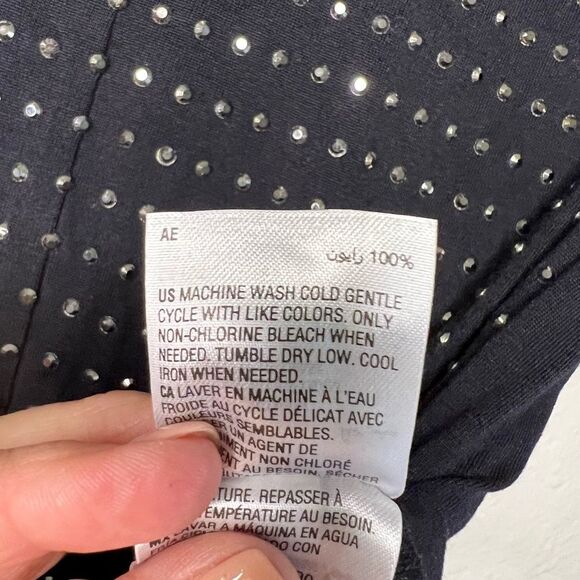 AE
100% رايون
US MACHINE WASH COLD GENTLE
CYCLE WITH LIKE COLORS. ONLY
NON-CHLORINE BLEACH WHEN
NEEDED. TUMBLE DRY LOW. COOL
IRON WHEN NEEDED.
CA LAVER EN MACHINE À L'EAU
FROIDE AU CYCLE DÉLICAT AVEC
COULEURS SEMBLABLES.
UN AGENT DE
NON CHLORÉ
AU BESOIN. SÉCHER
REPASSER À
TEMPÉRATURE AU BESOIN.
LAVAR A MÁQUINA EN AGUA
CON